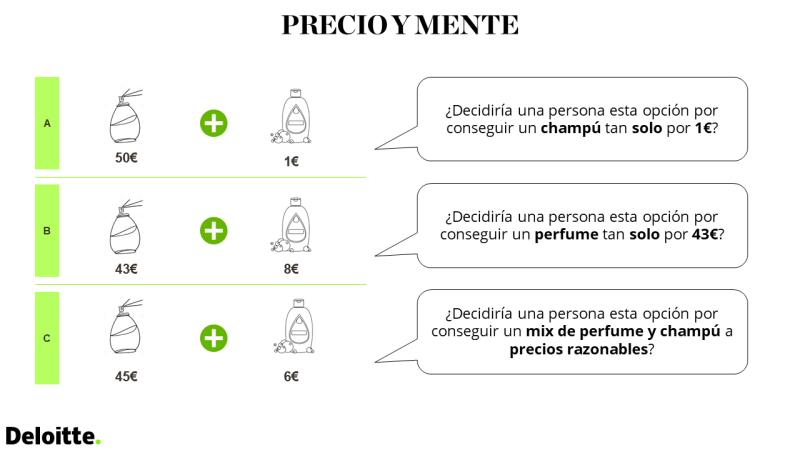 PRECIO Y MENTE
A
50€
1€
¿Decidiría una persona esta opción por
conseguir un champú tan solo por 1€?
B
43€
8€
¿Decidiría una persona esta opción por
conseguir un perfume tan solo por 43€?
C
45€
6€
¿Decidiría una persona esta opción por
conseguir un mix de perfume y champú a
precios razonables?
Deloitte.